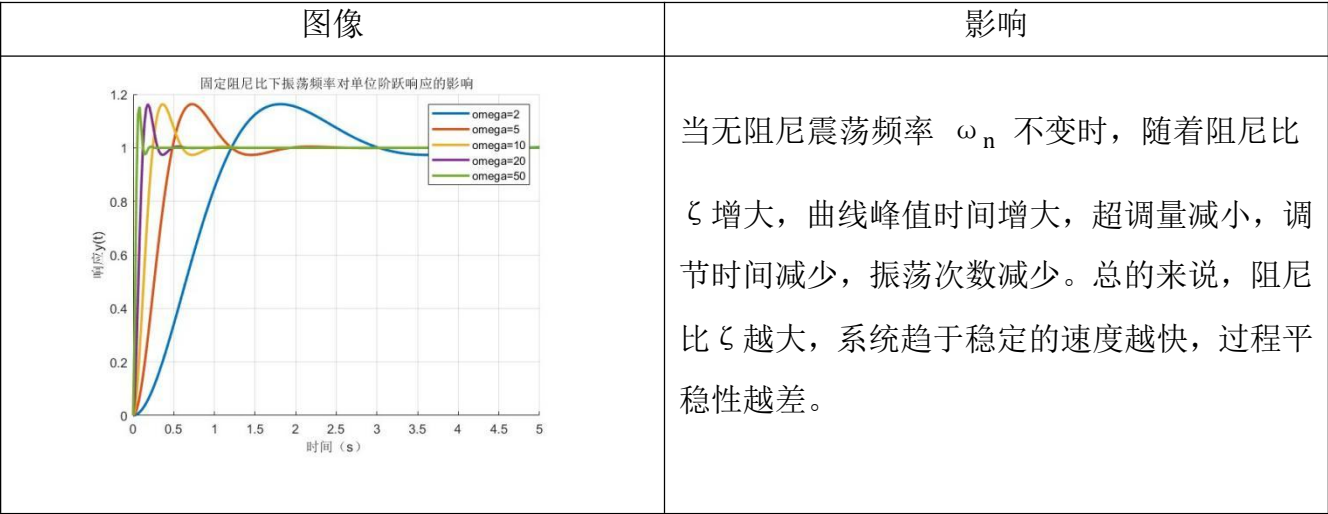 图像
影响
固定阻尼比下振荡频率对单位阶跃响应的影响
1.2
1
0.8
0.6
0.4
0.2
0
响应y(t)
omega=2
omega=5
omega=10
omega=20
omega=50
0 0.5 1 1.5 2 2.5 3 3.5 4 4.5 5
时间（s）
当无阻尼震荡频率 ωn 不变时，随着阻尼比
ζ增大，曲线峰值时间增大，超调量减小，调
节时间减少，振荡次数减少。总的来说，阻尼
比ζ越大，系统趋于稳定的速度越快，过程平
稳性越差。